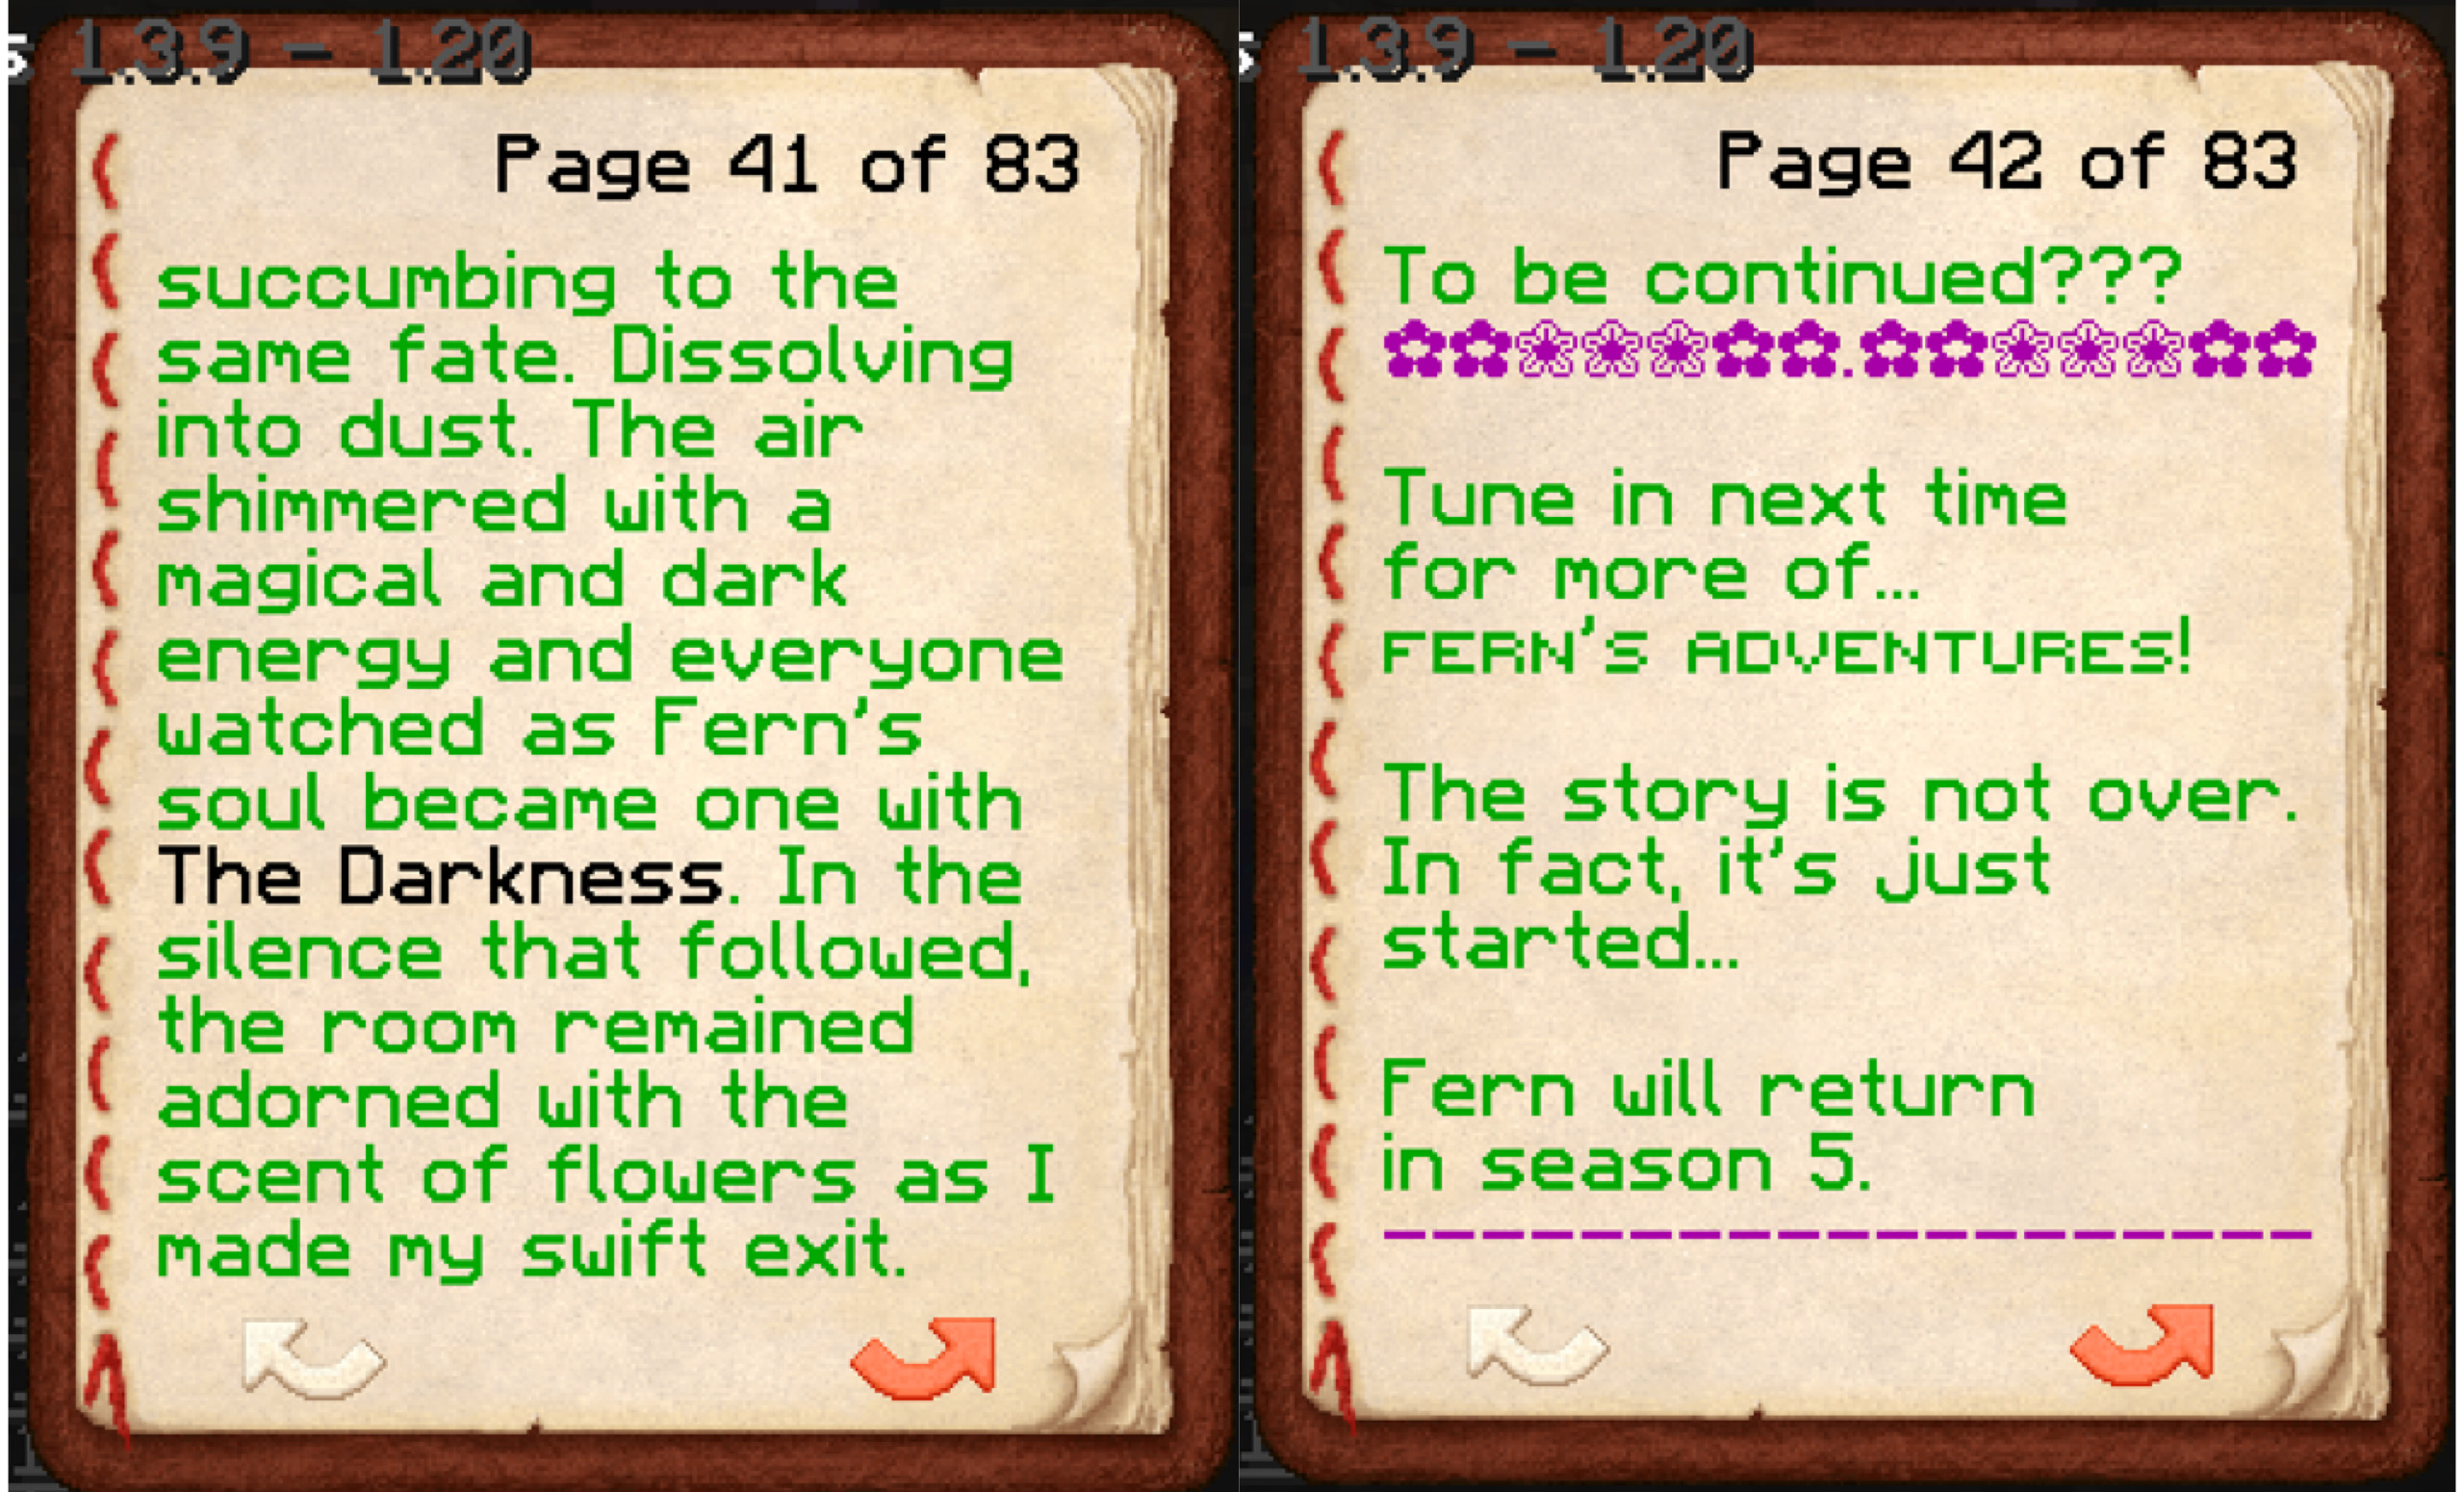 1.3.9 - 1.20
Page 41 of 83
succumbing to the
same fate. Dissolving
into dust. The air
shimmered with a
magical and dark
energy and everyone
watched as Fern's
soul became one with
The Darkness. In the
silence that followed,
the room remained
adorned with the
scent of flowers as I
made my swift exit.
1.3.9 - 1.20
Page 42 of 83
To be continued???
✿✿❀❀❀✿✿.✿✿❀❀❀✿✿
Tune in next time
for more of...
FERN'S ADVENTURES!
The story is not over.
In fact, it's just
started...
Fern will return
in season 5.
-------------------